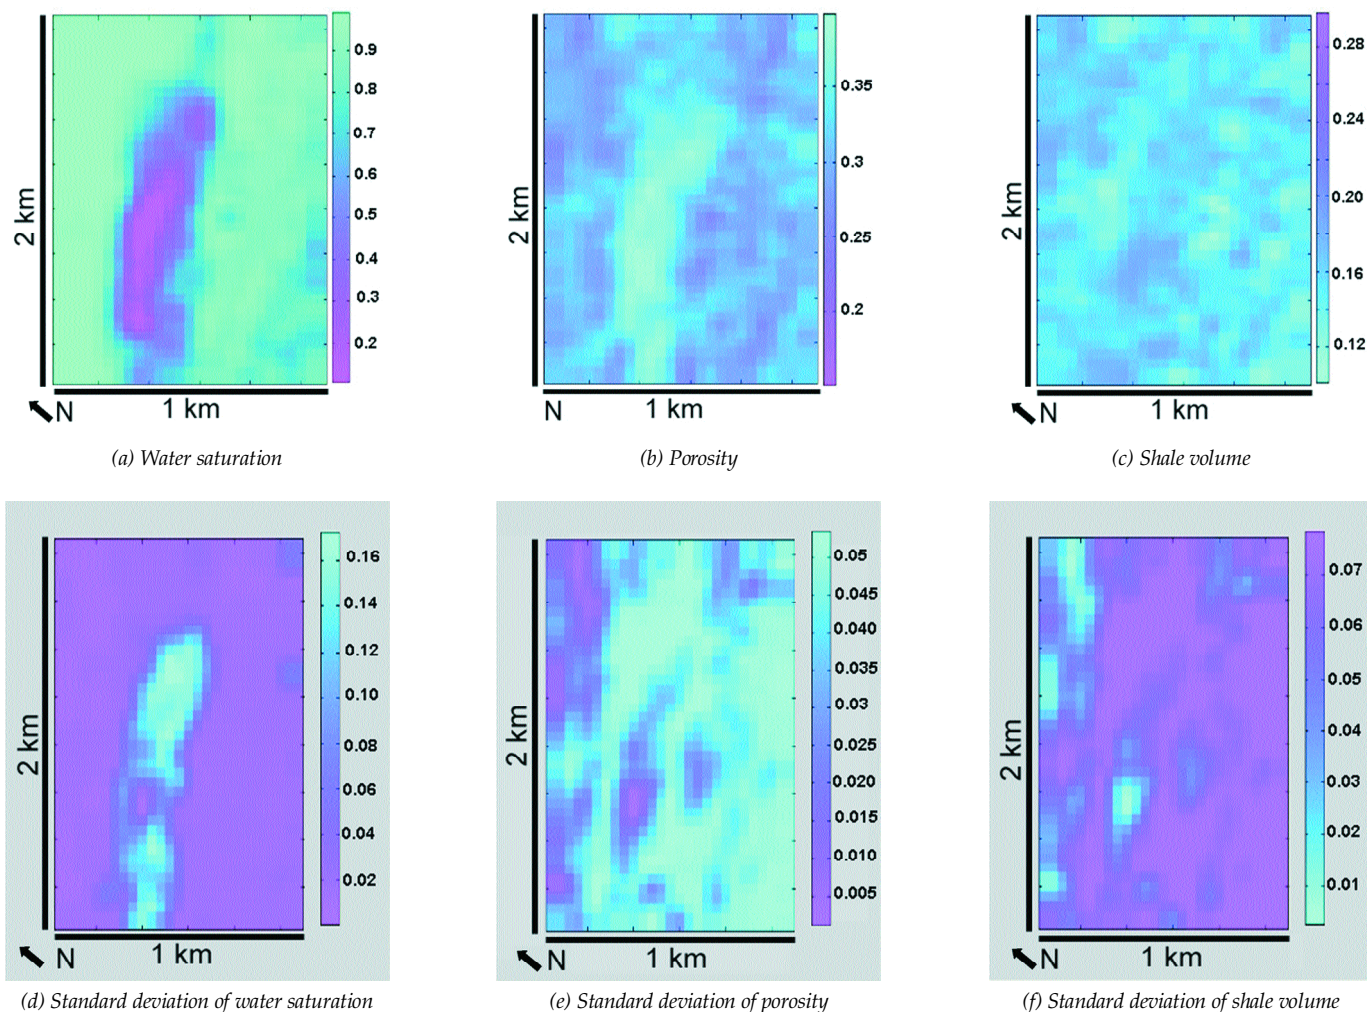 0.9
0.8
0.7
0.6
0.5
0.4
0.3
0.2
2 km
N
1 km
(a) Water saturation
0.35
0.3
0.25
0.2
2 km
N
1 km
(b) Porosity
0.28
0.24
0.20
0.16
0.12
2 km
N
1 km
(c) Shale volume
0.16
0.14
0.12
0.10
0.08
0.06
0.04
0.02
2 km
N
1 km
(d) Standard deviation of water saturation
0.05
0.045
0.040
0.035
0.03
0.025
0.020
0.015
0.010
0.005
2 km
N
1 km
(e) Standard deviation of porosity
0.07
0.06
0.05
0.04
0.03
0.02
0.01
2 km
N
1 km
(f) Standard deviation of shale volume